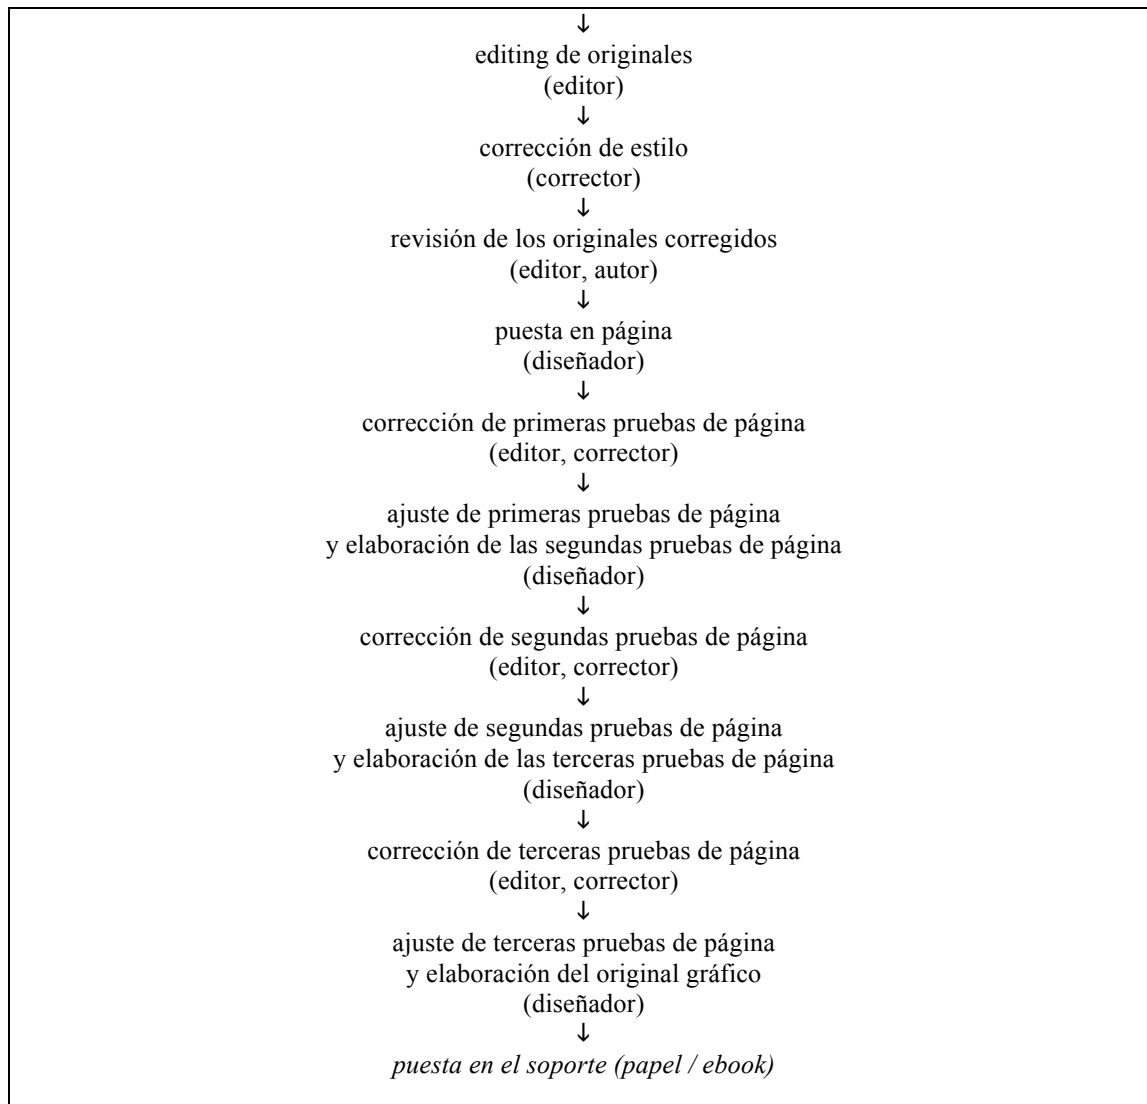 ↓
editing de originales
(editor)
↓
corrección de estilo
(corrector)
↓
revisión de los originales corregidos
(editor, autor)
↓
puesta en página
(diseñador)
↓
corrección de primeras pruebas de página
(editor, corrector)
↓
ajuste de primeras pruebas de página
y elaboración de las segundas pruebas de página
(diseñador)
↓
corrección de segundas pruebas de página
(editor, corrector)
↓
ajuste de segundas pruebas de página
y elaboración de las terceras pruebas de página
(diseñador)
↓
corrección de terceras pruebas de página
(editor, corrector)
↓
ajuste de terceras pruebas de página
y elaboración del original gráfico
(diseñador)
↓
puesta en el soporte (papel / ebook)